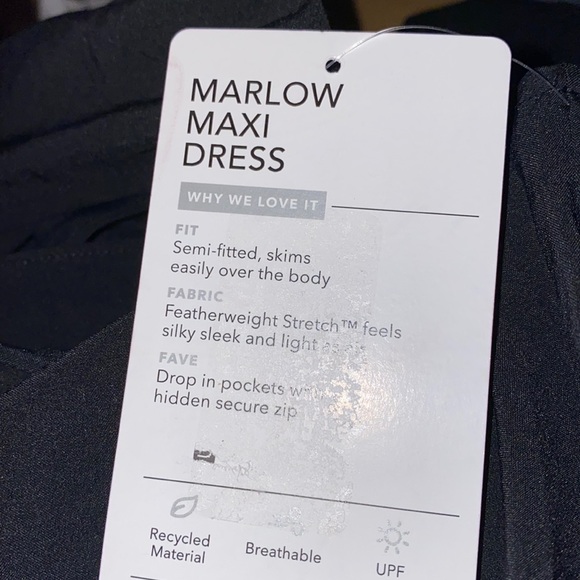 MARLOW
MAXI
DRESS
WHY WE LOVE IT
FIT
Semi-fitted, skims
easily over the body
FABRIC
Featherweight Stretch™ feels
silky sleek and light as
FAVE
Drop in pockets
hidden secure zip
Recycled
Material
Breathable
UPF